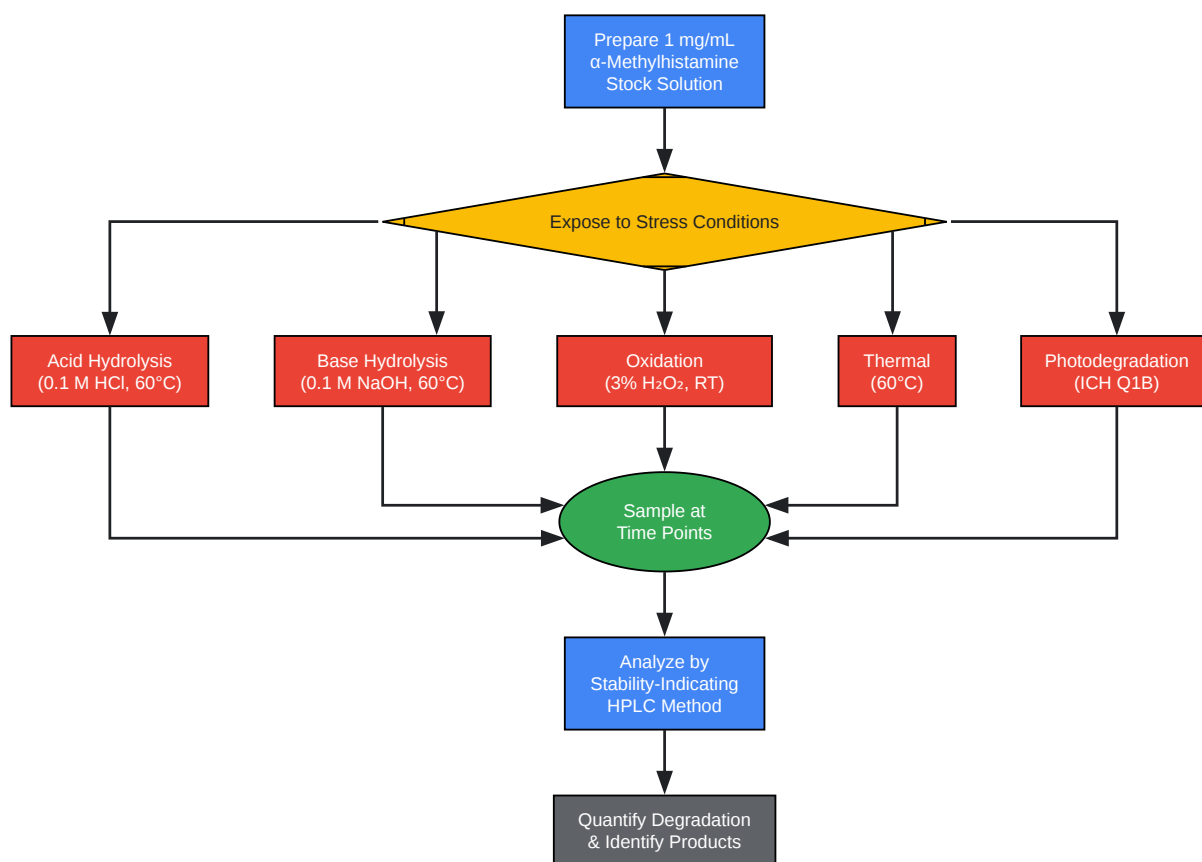 Prepare 1 mg/mL
α-Methylhistamine
Stock Solution
Expose to Stress Conditions
Acid Hydrolysis
(0.1 M HCl, 60°C)
Base Hydrolysis
(0.1 M NaOH, 60°C)
Oxidation
(3% H₂O₂, RT)
Thermal
(60°C)
Photodegradation
(ICH Q1B)
Sample at
Time Points
Analyze by
Stability-Indicating
HPLC Method
Quantify Degradation
& Identify Products